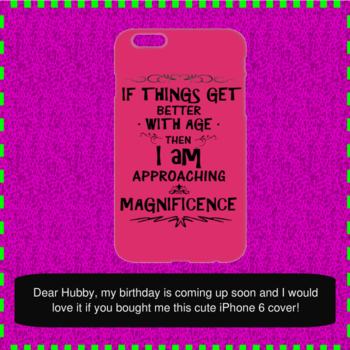 IF THINGS GET
BETTER
WITH AGE
THEN
I AM
APPROACHING
MAGNIFICENCE
Dear Hubby, my birthday is coming up soon and I would
love it if you bought me this cute iPhone 6 cover!